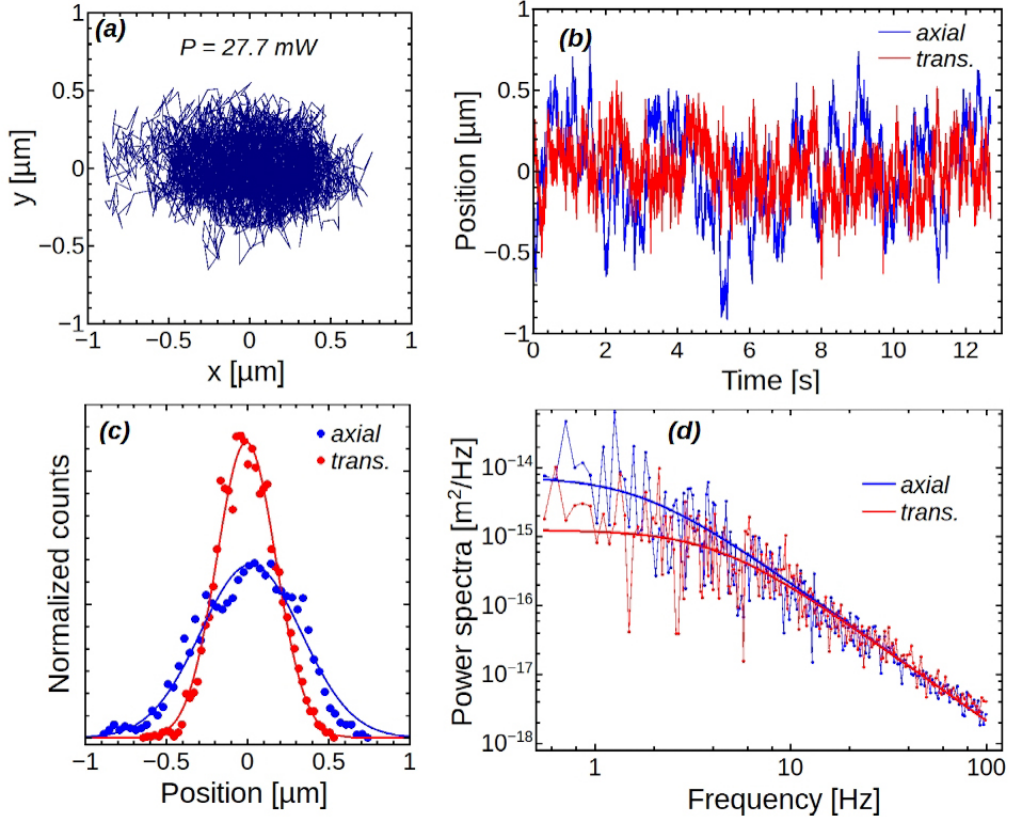 (a)
P = 27.7 mW
y [µm]
1
0.5
0
−0.5
−1
−1
−0.5
0
0.5
1
x [µm]
(b)
axial
trans.
Position [µm]
1
0.5
0
−0.5
−1
0
2
4
6
8
10
12
Time [s]
(c)
axial
trans.
Normalized counts
−1
−0.5
0
0.5
1
Position [µm]
(d)
axial
trans.
Power spectra [m²/Hz]
10⁻¹⁴
10⁻¹⁵
10⁻¹⁶
10⁻¹⁷
10⁻¹⁸
1
10
100
Frequency [Hz]